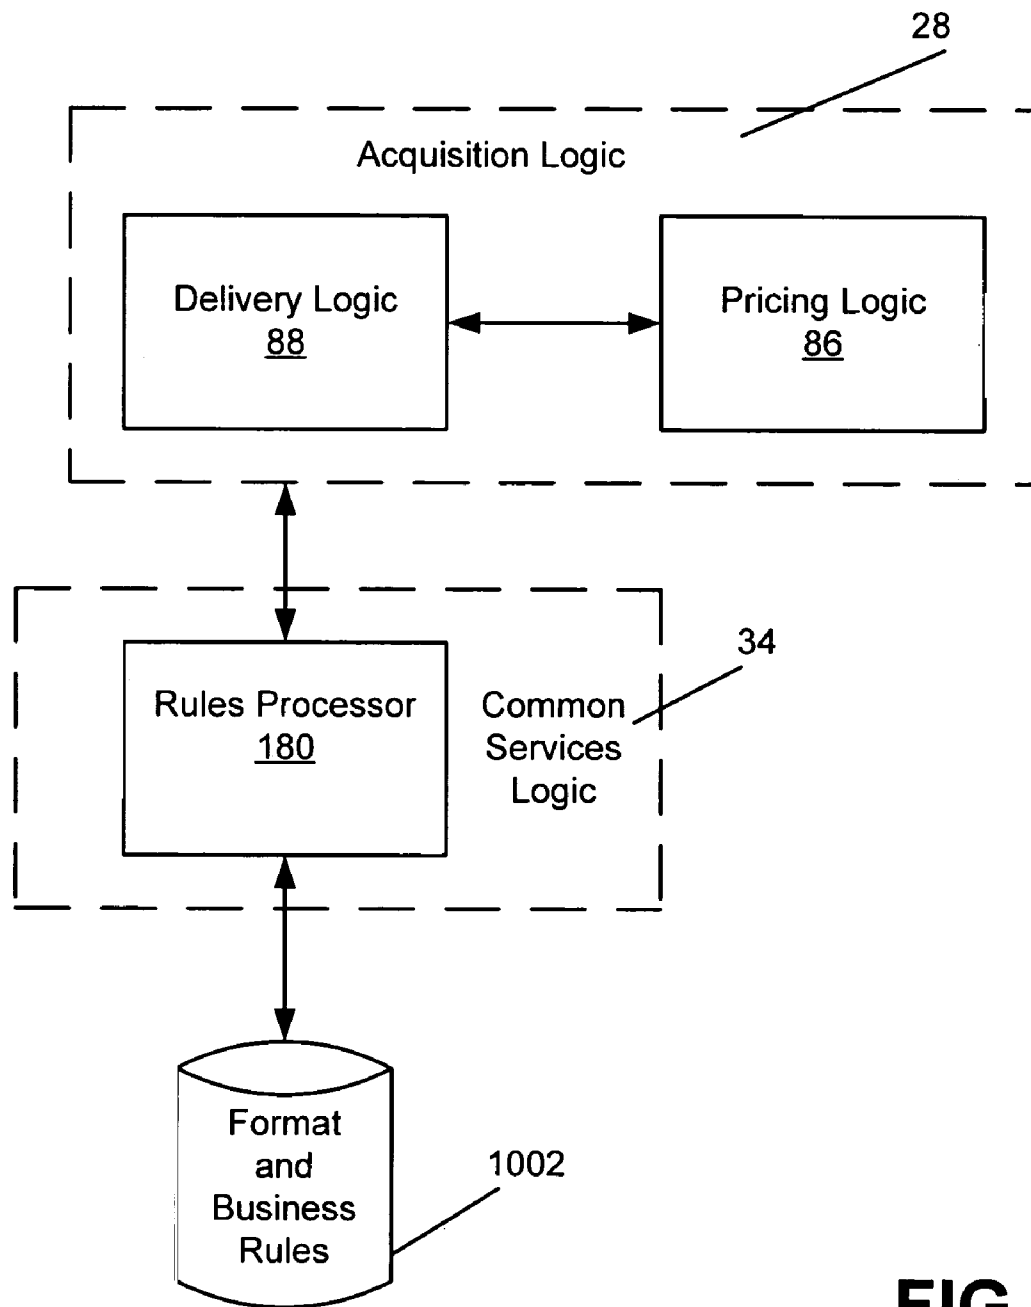 28
Acquisition Logic
Delivery Logic
88
Pricing Logic
86
34
Rules Processor
180
Common
Services
Logic
Format
and
Business
Rules
1002
FIG